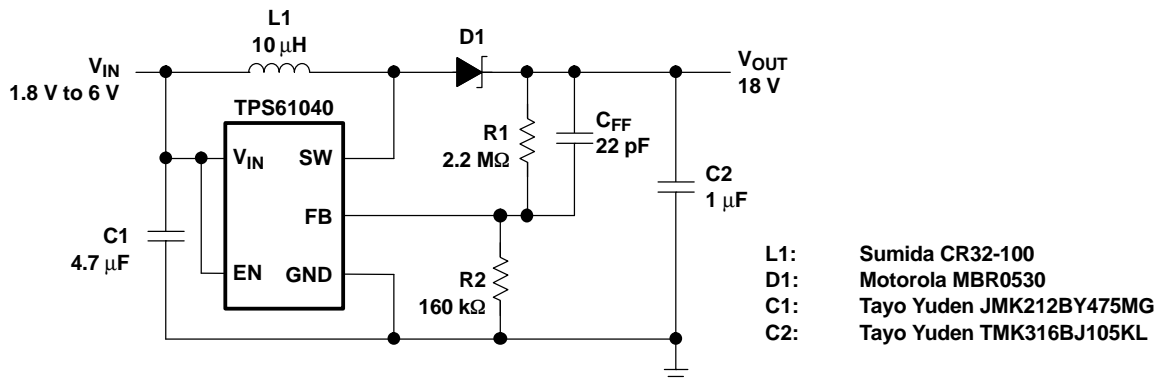 L1
10 μH
D1
VIN
1.8 V to 6 V
VOUT
18 V
TPS61040
VIN
SW
R1
2.2 MΩ
CFF
22 pF
C2
1 μF
FB
C1
4.7 μF
EN
GND
R2
160 kΩ
L1: Sumida CR32-100
D1: Motorola MBR0530
C1: Tayo Yuden JMK212BY475MG
C2: Tayo Yuden TMK316BJ105KL